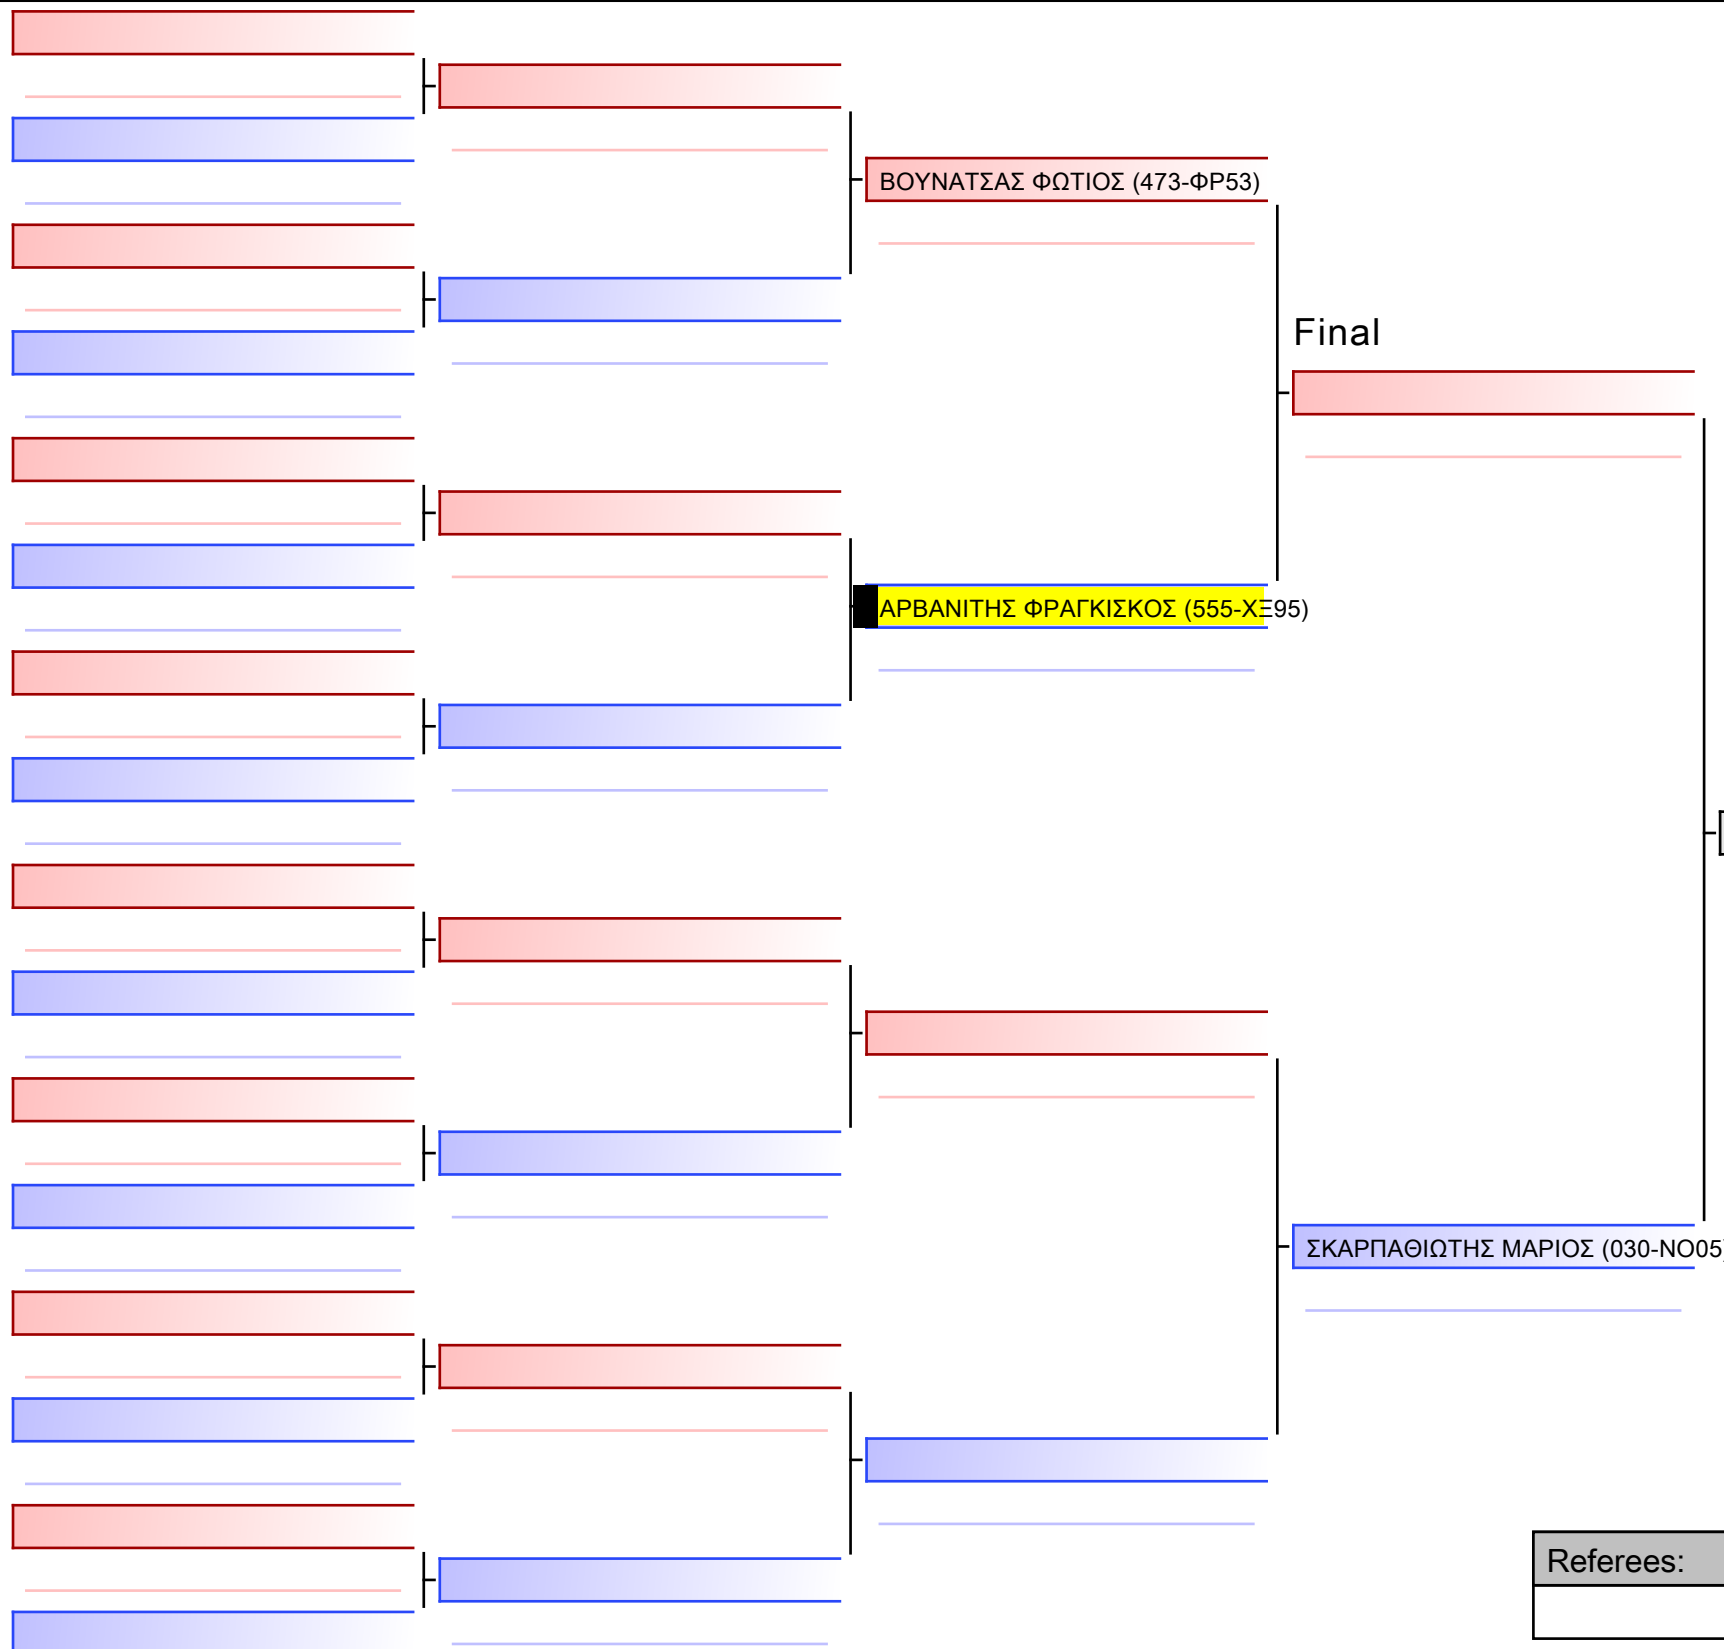 ΒΟΥΝΑΤΣΑΣ ΦΩΤΙΟΣ (473-ΦΡ53)
Final
ΑΡΒΑΝΙΤΗΣ ΦΡΑΓΚΙΣΚΟΣ (555-ΧΞ95)
ΣΚΑΡΠΑΘΙΩΤΗΣ ΜΑΡΙΟΣ (030-ΝΟ05)
Referees: